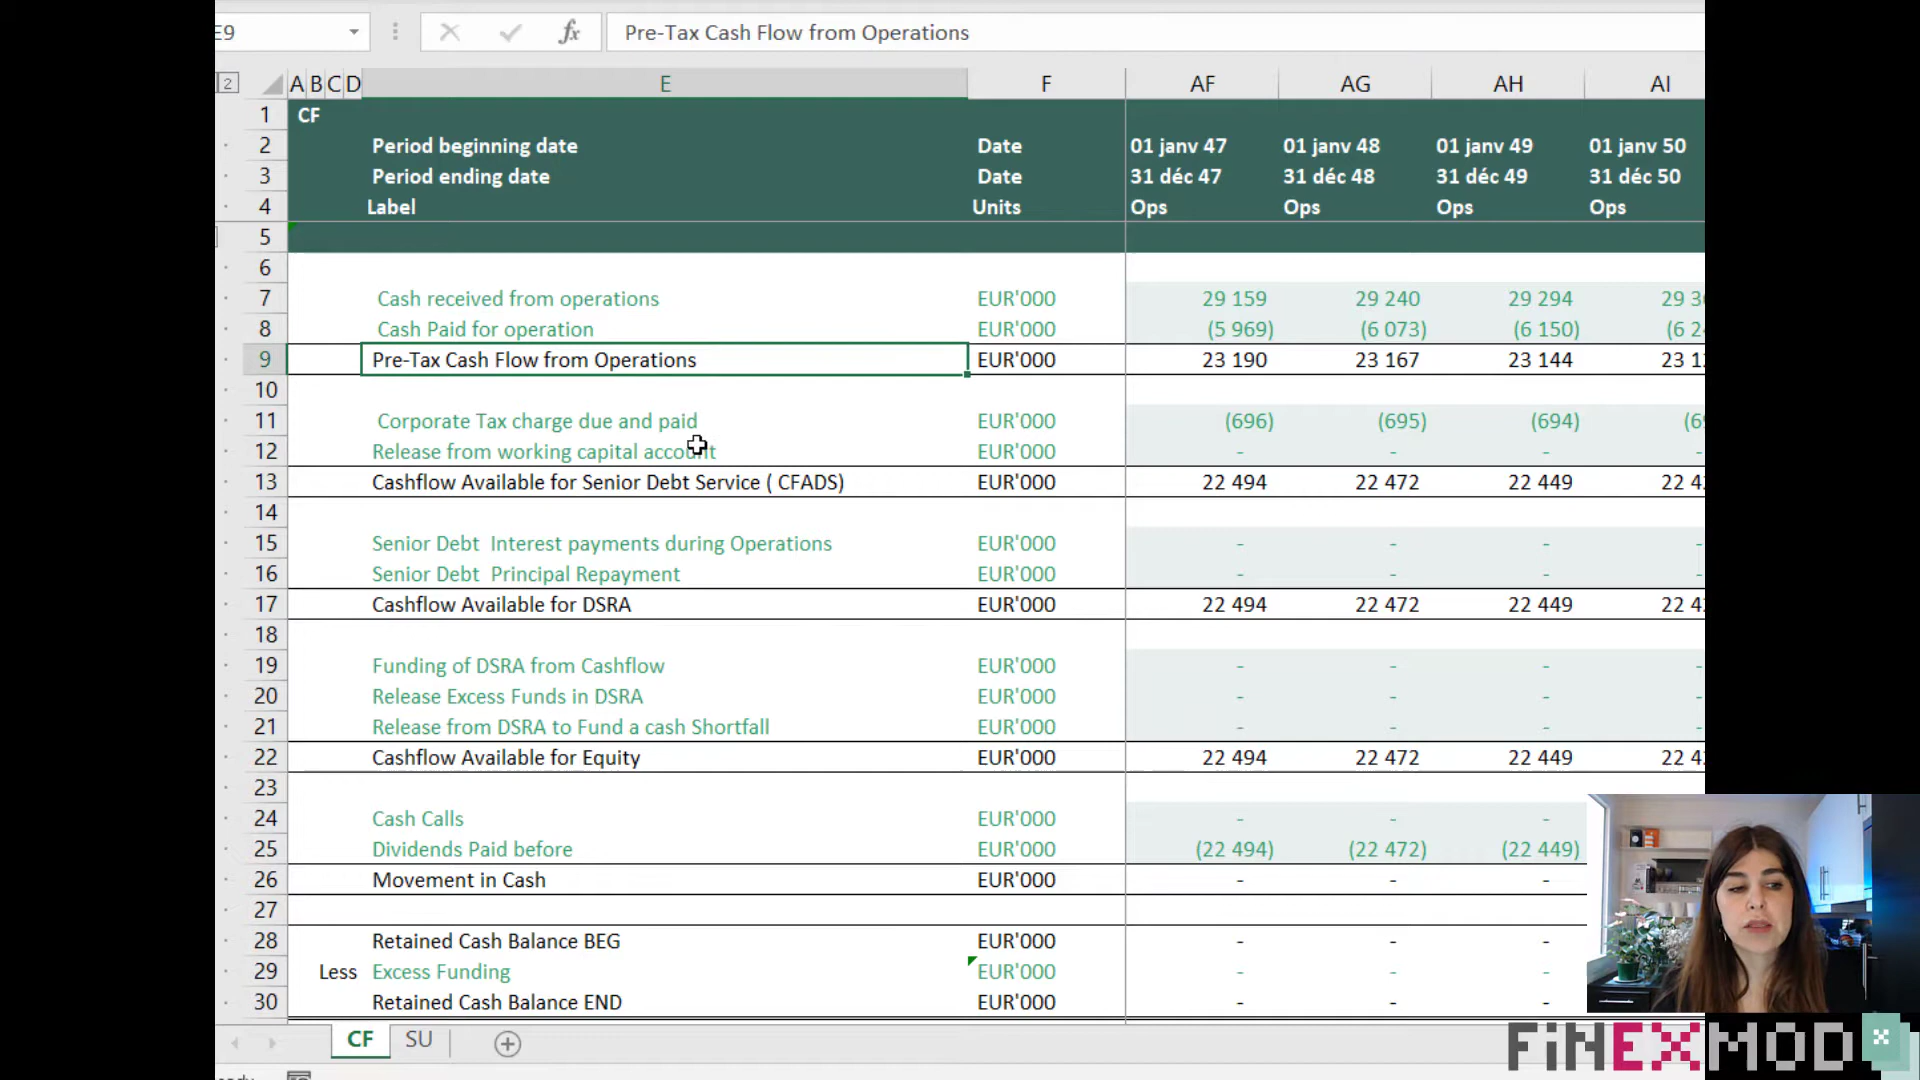 E9 fx Pre-Tax Cash Flow from Operations
2 A B C D E F AF AG AH AI
1 CF
2 Period beginning date Date 01 janv 47 01 janv 48 01 janv 49 01 janv 50
3 Period ending date Date 31 déc 47 31 déc 48 31 déc 49 31 déc 50
4 Label Units Ops Ops Ops Ops
5
6
7 Cash received from operations EUR'000 29 159 29 240 29 294
8 Cash Paid for operation EUR'000 (5 969) (6 073) (6 150)
9 Pre-Tax Cash Flow from Operations EUR'000 23 190 23 167 23 144
10
11 Corporate Tax charge due and paid EUR'000 (696) (695) (694)
12 Release from working capital account EUR'000 - - - -
13 Cashflow Available for Senior Debt Service ( CFADS) EUR'000 22 494 22 472 22 449
14
15 Senior Debt Interest payments during Operations EUR'000 - - - -
16 Senior Debt Principal Repayment EUR'000 - - - -
17 Cashflow Available for DSRA EUR'000 22 494 22 472 22 449
18
19 Funding of DSRA from Cashflow EUR'000 - - - -
20 Release Excess Funds in DSRA EUR'000 - - - -
21 Release from DSRA to Fund a cash Shortfall EUR'000 - - - -
22 Cashflow Available for Equity EUR'000 22 494 22 472 22 449
23
24 Cash Calls EUR'000 - - -
25 Dividends Paid before EUR'000 (22 494) (22 472) (22 449)
26 Movement in Cash EUR'000 - - -
27
28 Retained Cash Balance BEG EUR'000 - - -
29 Less Excess Funding EUR'000 - - -
30 Retained Cash Balance END EUR'000 - - -
CF SU
FiNEXMOD x